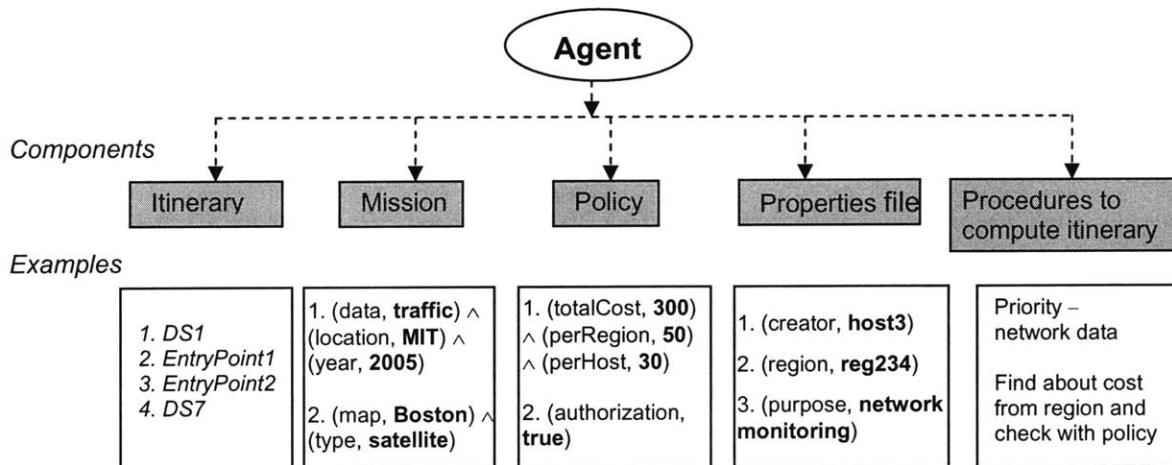 Agent
Components
Itinerary
Mission
Policy
Properties file
Procedures to
compute itinerary
Examples
1. DS1
2. EntryPoint1
3. EntryPoint2
4. DS7
1. (data, traffic) ∧
(location, MIT) ∧
(year, 2005)
2. (map, Boston) ∧
(type, satellite)
1. (totalCost, 300)
∧ (perRegion, 50)
∧ (perHost, 30)
2. (authorization,
true)
1. (creator, host3)
2. (region, reg234)
3. (purpose, network
monitoring)
Priority –
network data
Find about cost
from region and
check with policy